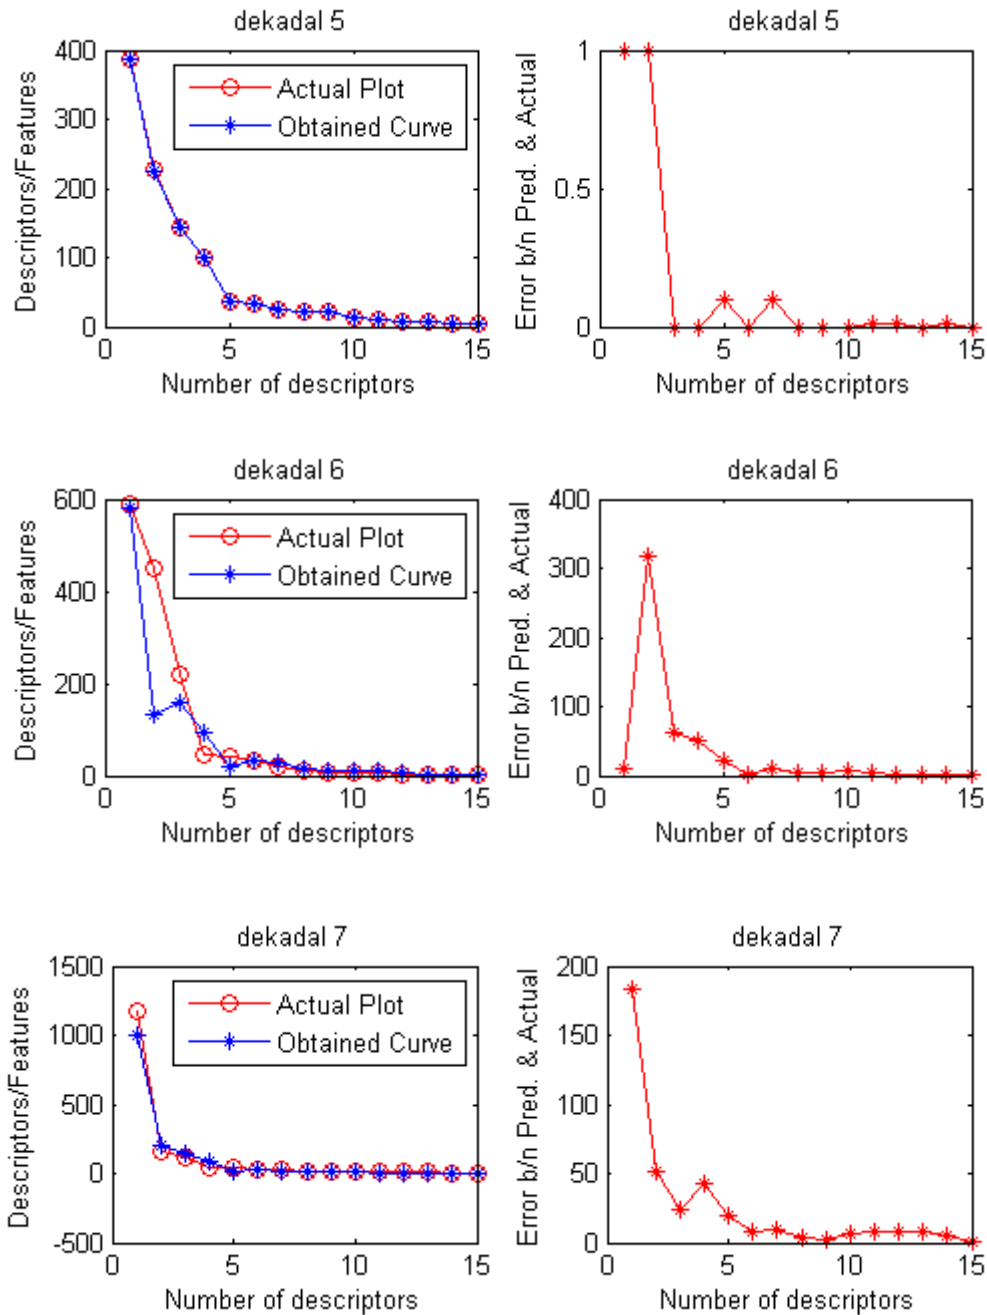 dekadal 5
400
300
200
100
0
Descriptors/Features
Actual Plot
Obtained Curve
0
5
10
15
Number of descriptors
dekadal 5
1
0.5
0
Error b/n Pred. & Actual
0
5
10
15
Number of descriptors
dekadal 6
600
400
200
0
Descriptors/Features
Actual Plot
Obtained Curve
0
5
10
15
Number of descriptors
dekadal 6
400
300
200
100
0
Error b/n Pred. & Actual
0
5
10
15
Number of descriptors
dekadal 7
1500
1000
500
0
-500
Descriptors/Features
Actual Plot
Obtained Curve
0
5
10
15
Number of descriptors
dekadal 7
200
150
100
50
0
Error b/n Pred. & Actual
0
5
10
15
Number of descriptors